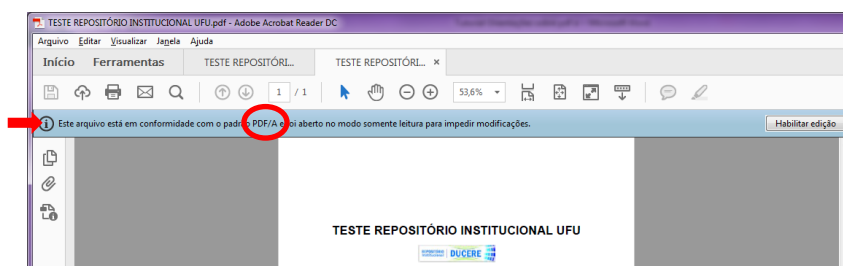 TESTE REPOSITÓRIO INSTITUCIONAL UFU.pdf - Adobe Acrobat Reader DC
Arquivo Editar Visualizar Janela Ajuda
Início Ferramentas TESTE REPOSITÓRI... TESTE REPOSITÓRI... ×
1 / 1 53,6%
Este arquivo está em conformidade com o padrão PDF/A e foi aberto no modo somente leitura para impedir modificações. Habilitar edição
TESTE REPOSITÓRIO INSTITUCIONAL UFU
DUCERE